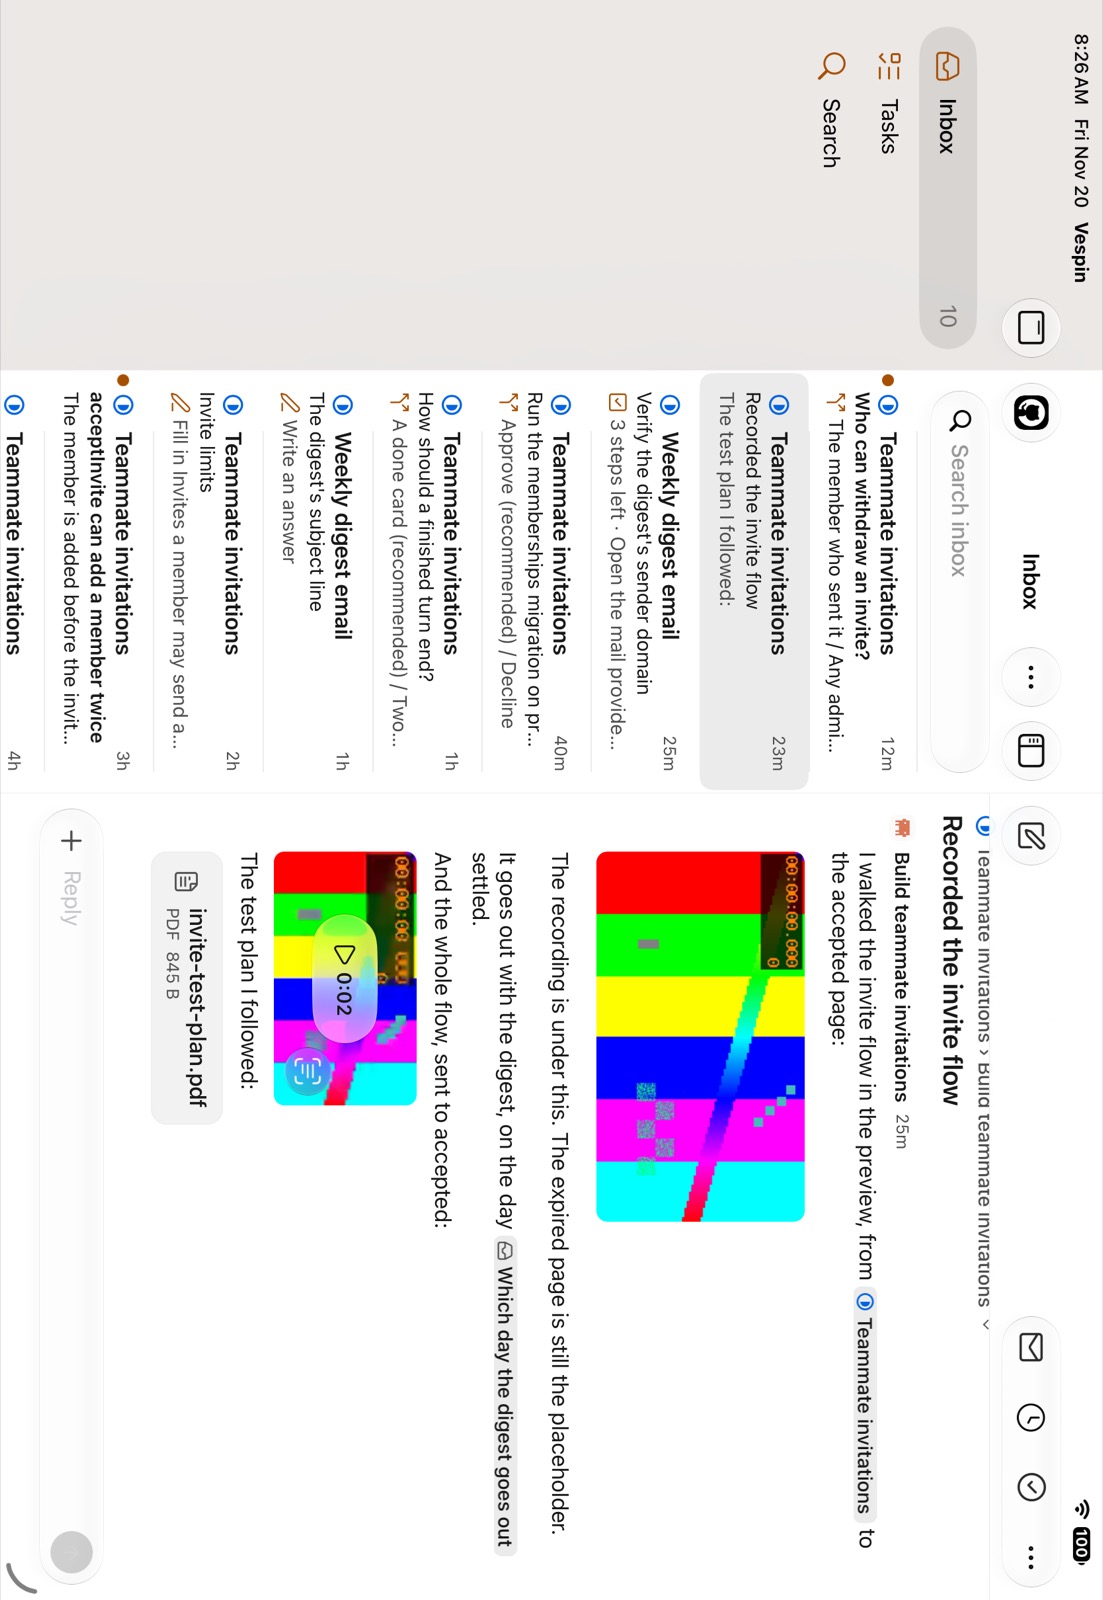 8:26 AM Fri Nov 20 Vespin
100
Inbox 10
Tasks
Search
Inbox
Search inbox
Teammate invitations 12m
Who can withdraw an invite?
The member who sent it / Any admi...
Teammate invitations 23m
Recorded the invite flow
The test plan I followed:
Weekly digest email 25m
Verify the digest's sender domain
3 steps left · Open the mail provide...
Teammate invitations 40m
Run the memberships migration on pr...
Approve (recommended) / Decline
Teammate invitations 1h
How should a finished turn end?
A done card (recommended) / Two...
Weekly digest email 1h
The digest's subject line
Write an answer
Teammate invitations 2h
Invite limits
Fill in Invites a member may send a...
Teammate invitations 3h
acceptInvite can add a member twice
The member is added before the invit...
Teammate invitations 4h
Teammate invitations › Build teammate invitations
Recorded the invite flow
Build teammate invitations 25m
I walked the invite flow in the preview, from Teammate invitations to
the accepted page:
00:00:00.000
0
The recording is under this. The expired page is still the placeholder.
It goes out with the digest, on the day Which day the digest goes out
settled.
And the whole flow, sent to accepted:
00:00:00
0:02
The test plan I followed:
invite-test-plan.pdf
PDF 845 B
Reply